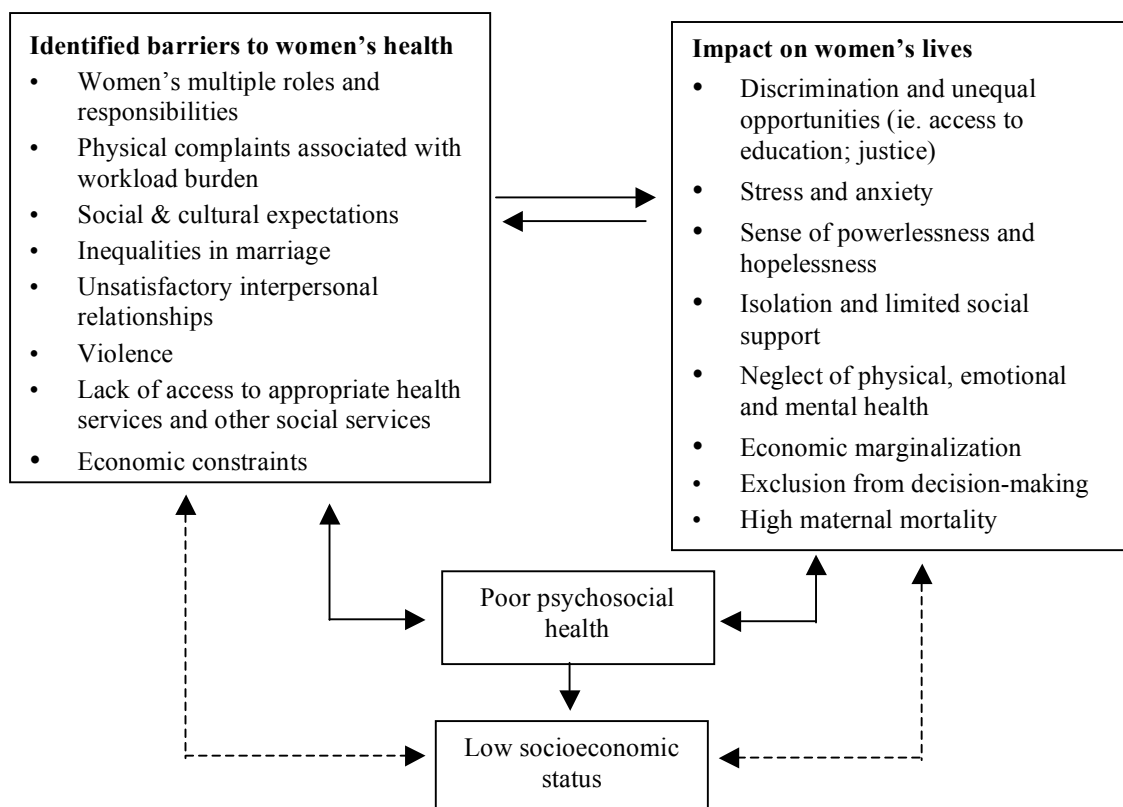 Identified barriers to women’s health
• Women’s multiple roles and
responsibilities
• Physical complaints associated with
workload burden
• Social & cultural expectations
• Inequalities in marriage
• Unsatisfactory interpersonal
relationships
• Violence
• Lack of access to appropriate health
services and other social services
• Economic constraints
Impact on women’s lives
• Discrimination and unequal
opportunities (ie. access to
education; justice)
• Stress and anxiety
• Sense of powerlessness and
hopelessness
• Isolation and limited social
support
• Neglect of physical, emotional
and mental health
• Economic marginalization
• Exclusion from decision-making
• High maternal mortality
Poor psychosocial
health
Low socioeconomic
status